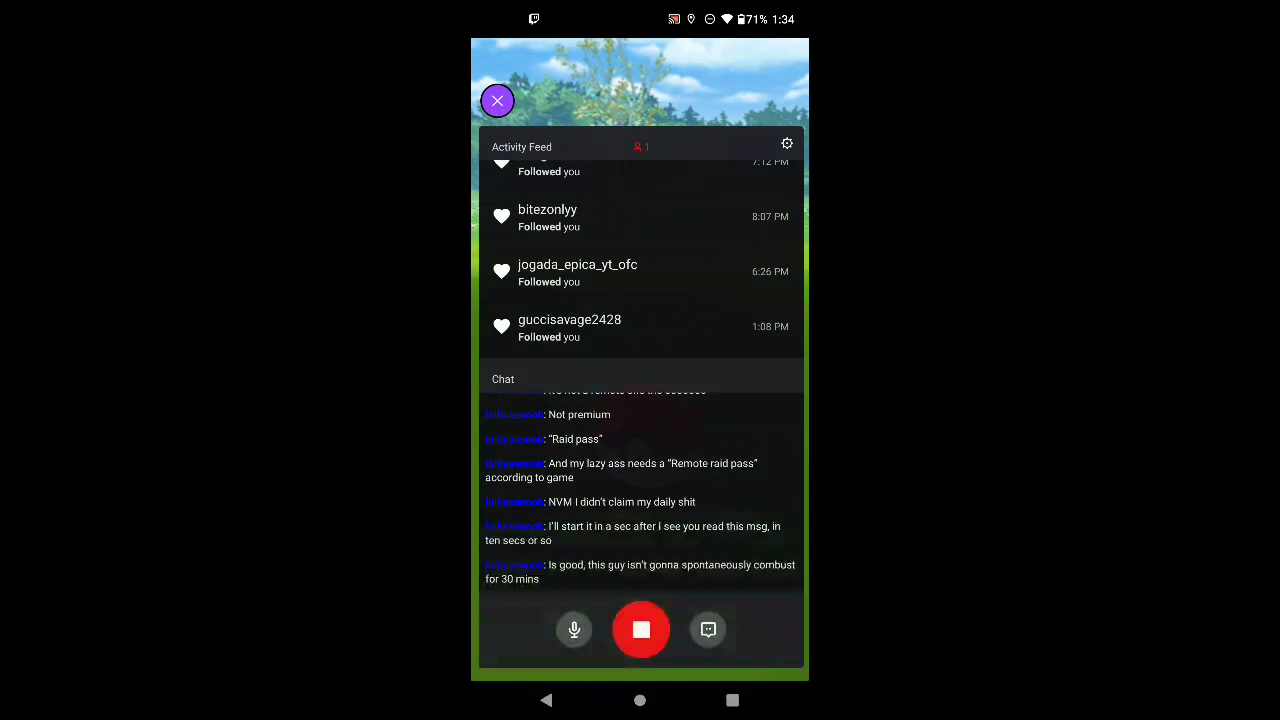 71% 1:34
Activity Feed 1
7:12 PM
Followed you
bitezonlyy
8:07 PM
Followed you
jogada_epica_yt_ofc
6:26 PM
Followed you
guccisavage2428
1:08 PM
Followed you
Chat
: Not premium
: “Raid pass”
: And my lazy ass needs a “Remote raid pass”
according to game
: NVM I didn't claim my daily shit
: I'll start it in a sec after i see you read this msg, in
ten secs or so
: Is good, this guy isn't gonna spontaneously combust
for 30 mins